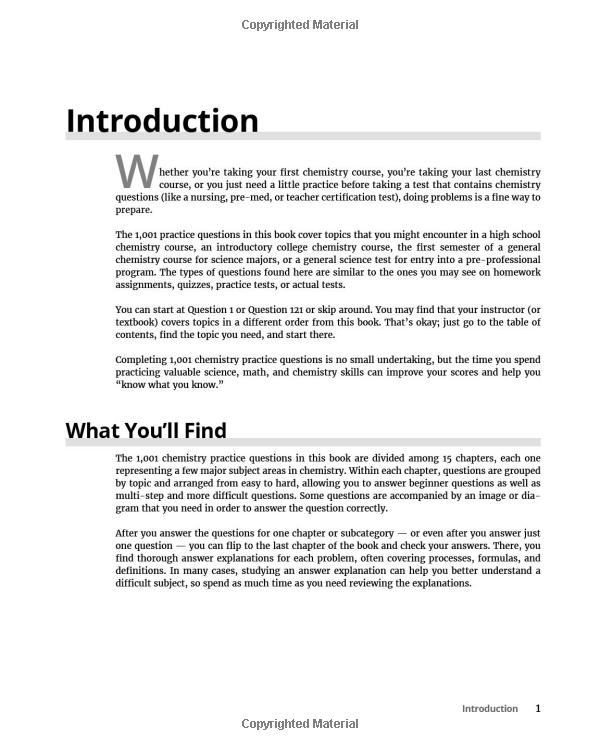 Copyrighted Material
Introduction
Whether you’re taking your first chemistry course, you’re taking your last chemistry
course, or you just need a little practice before taking a test that contains chemistry
questions (like a nursing, pre-med, or teacher certification test), doing problems is a fine way to
prepare.
The 1,001 practice questions in this book cover topics that you might encounter in a high school
chemistry course, an introductory college chemistry course, the first semester of a general
chemistry course for science majors, or a general science test for entry into a pre-professional
program. The types of questions found here are similar to the ones you may see on homework
assignments, quizzes, practice tests, or actual tests.
You can start at Question 1 or Question 121 or skip around. You may find that your instructor (or
textbook) covers topics in a different order from this book. That’s okay; just go to the table of
contents, find the topic you need, and start there.
Completing 1,001 chemistry practice questions is no small undertaking, but the time you spend
practicing valuable science, math, and chemistry skills can improve your scores and help you
“know what you know.”
What You’ll Find
The 1,001 chemistry practice questions in this book are divided among 15 chapters, each one
representing a few major subject areas in chemistry. Within each chapter, questions are grouped
by topic and arranged from easy to hard, allowing you to answer beginner questions as well as
multi-step and more difficult questions. Some questions are accompanied by an image or dia-
gram that you need in order to answer the question correctly.
After you answer the questions for one chapter or subcategory — or even after you answer just
one question — you can flip to the last chapter of the book and check your answers. There, you
find thorough answer explanations for each problem, often covering processes, formulas, and
definitions. In many cases, studying an answer explanation can help you better understand a
difficult subject, so spend as much time as you need reviewing the explanations.
Introduction 1
Copyrighted Material